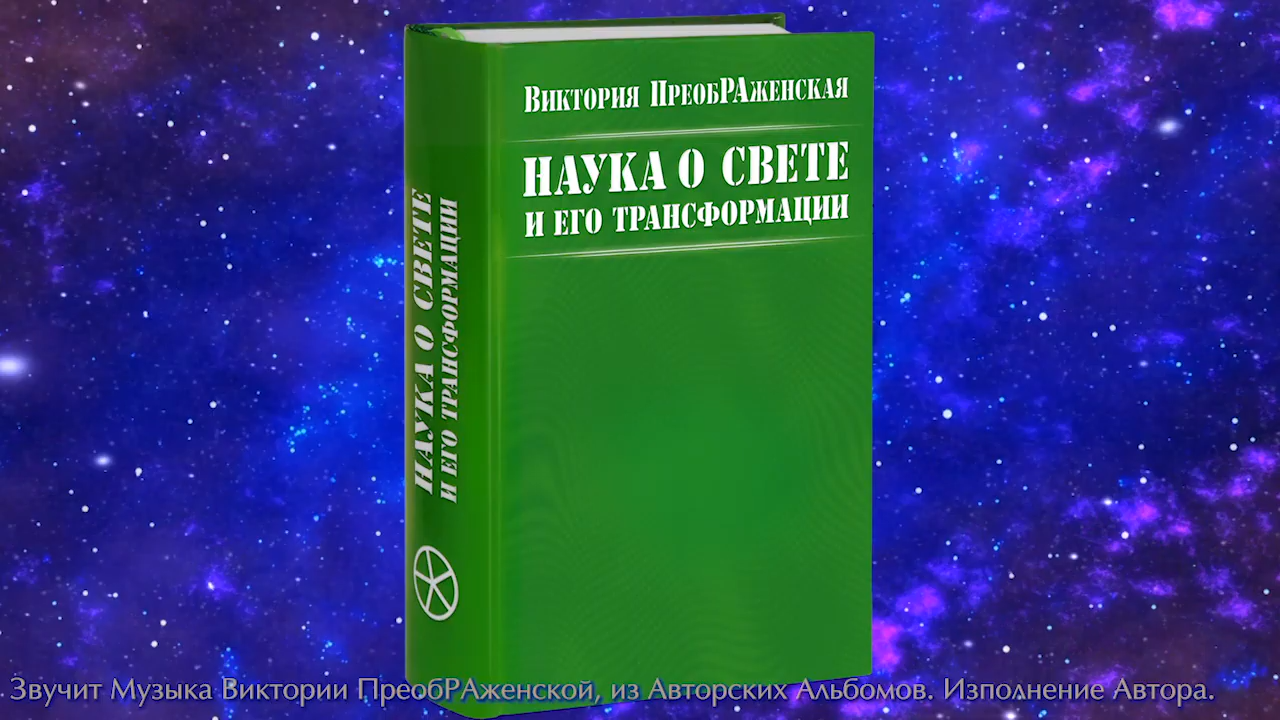 Виктория ПреобРАженская
Наука о Свете
и его трансформации
Наука о Свете
и его трансформации
Звучит Музыка Виктории ПреобРАженской, из Авторских Альбомов. Изполнение Автора.